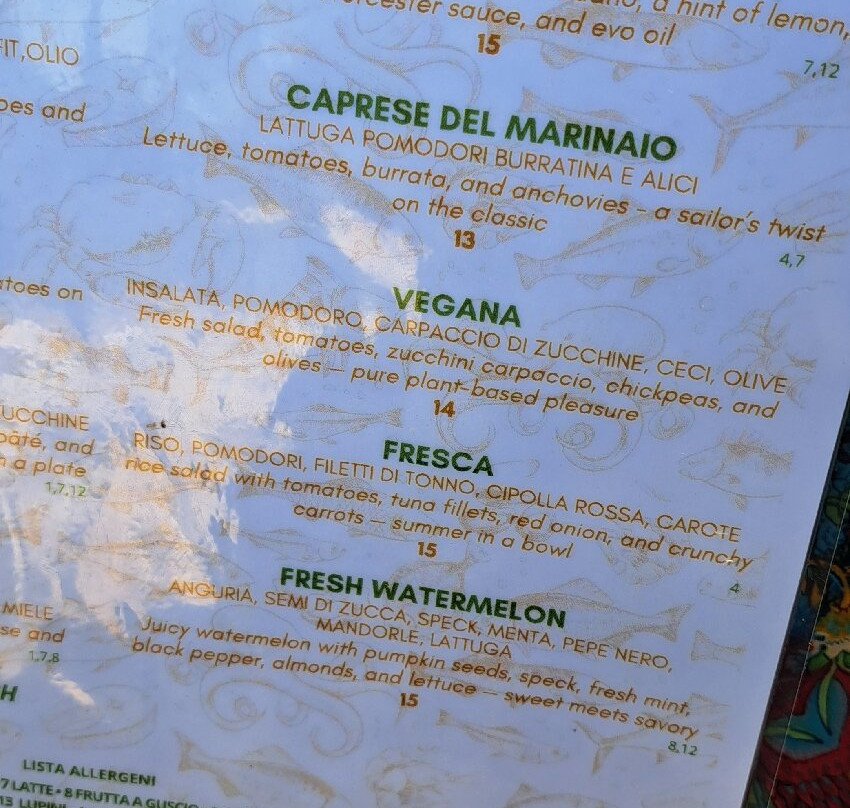 a hint of lemon,
sauce, and evo oil
15
7,12
CAPRESE DEL MARINAIO
LATTUGA POMODORI BURRATINA E ALICI
Lettuce, tomatoes, burrata, and anchovies - a sailor's twist
on the classic
13
4,7
VEGANA
INSALATA, POMODORO, CARPACCIO DI ZUCCHINE, CECI, OLIVE
Fresh salad, tomatoes, zucchini carpaccio, chickpeas, and
olives — pure plant-based pleasure
14
FRESCA
RISO, POMODORI, FILETTI DI TONNO, CIPOLLA ROSSA, CAROTE
rice salad with tomatoes, tuna fillets, red onion, and crunchy
carrots — summer in a bowl
15
4
FRESH WATERMELON
ANGURIA, SEMI DI ZUCCA, SPECK, MENTA, PEPE NERO,
MANDORLE, LATTUGA
Juicy watermelon with pumpkin seeds, speck, fresh mint,
black pepper, almonds, and lettuce — sweet meets savory
15
8,12
,OLIO
and
on
UCCHINE
pâté, and
a plate
1,7,12
MIELE
and
1,7,8
H
LISTA ALLERGENI
7 LATTE • 8 FRUTTA A GUSCIO
13 LUPINI